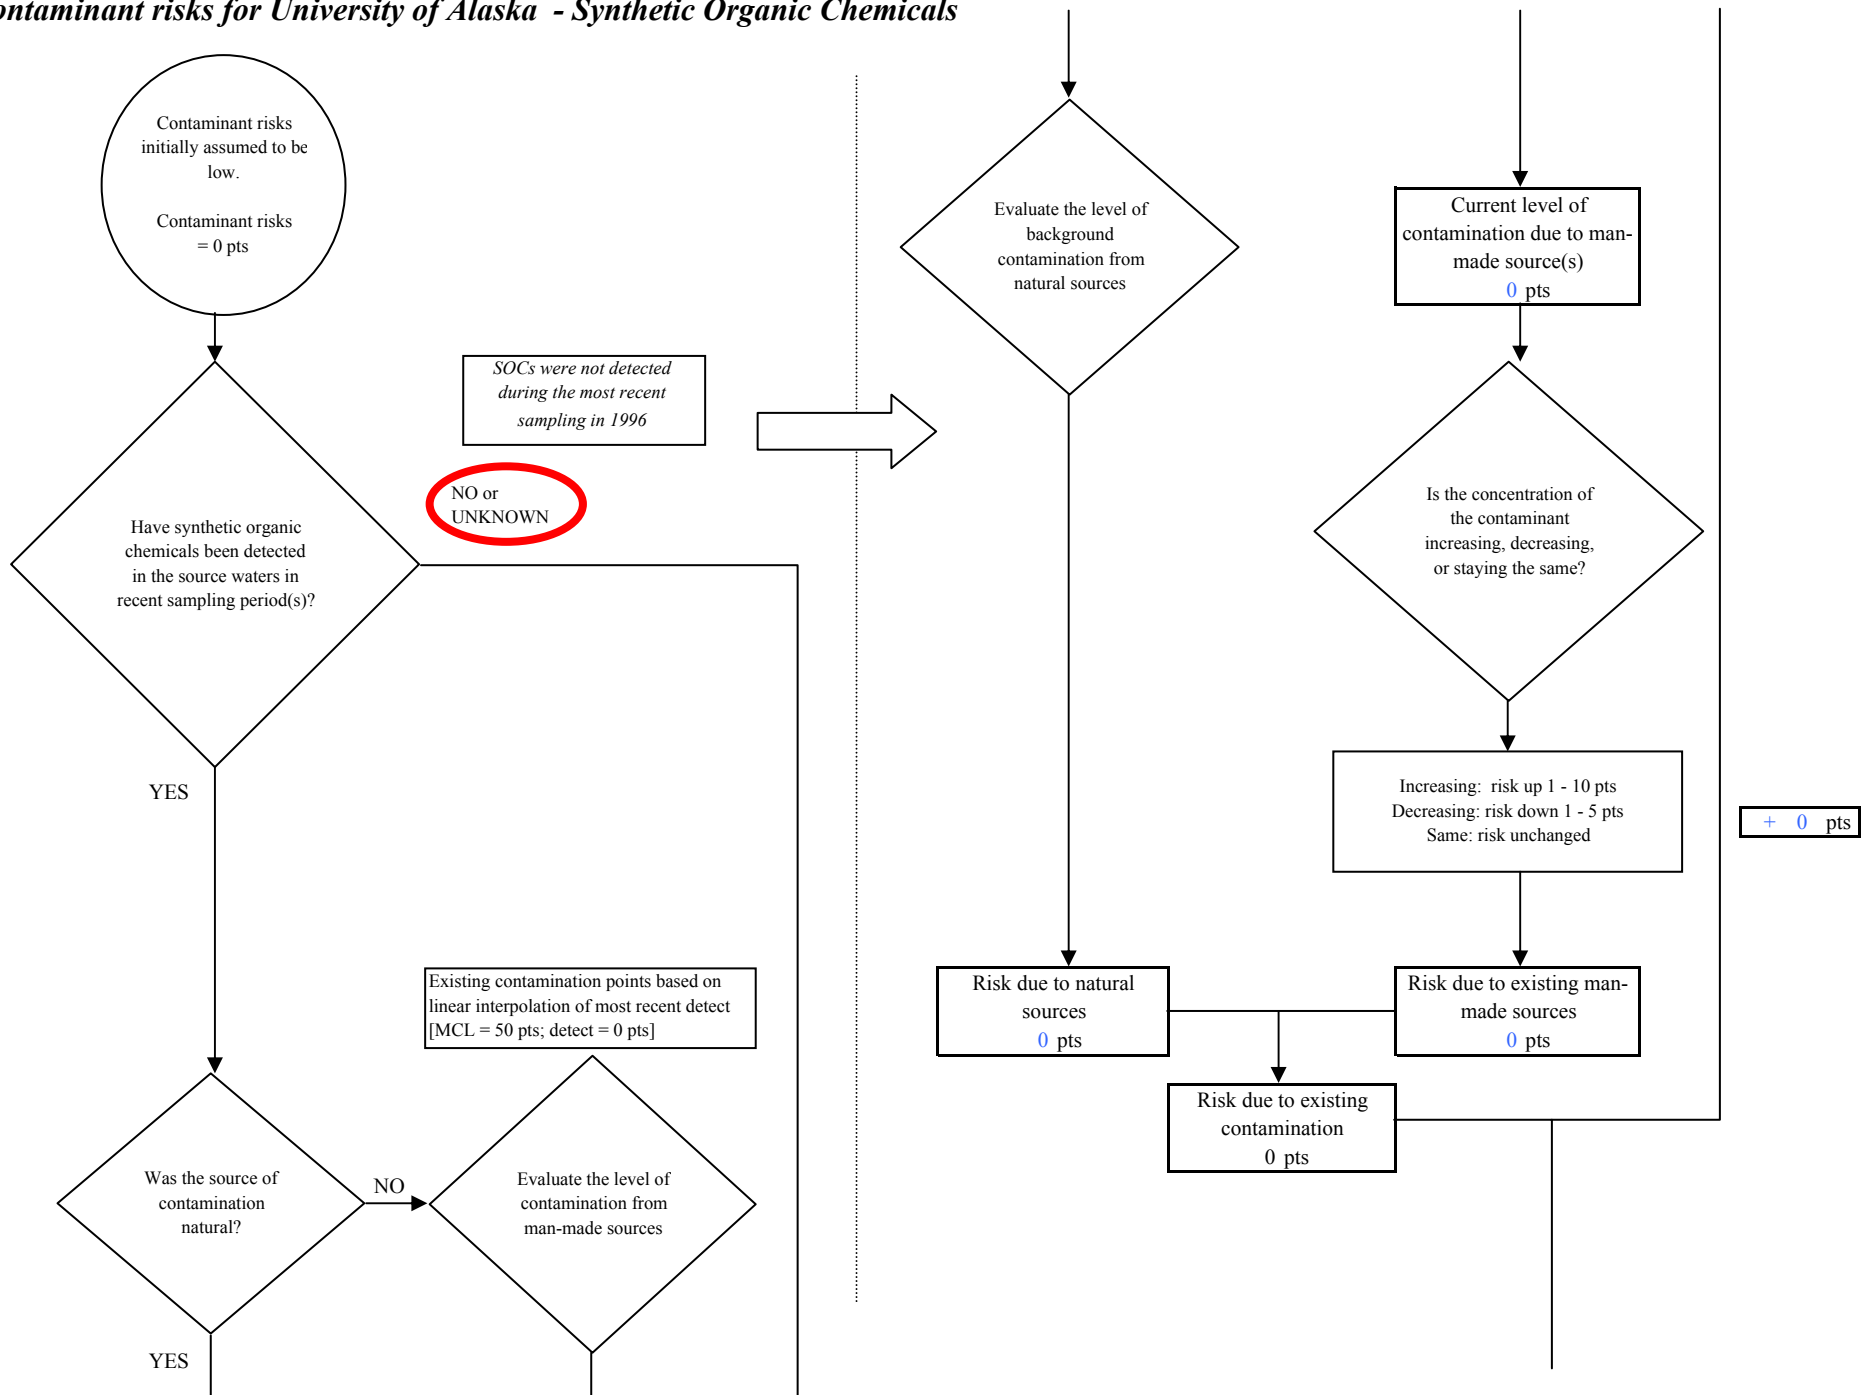 ontaminant risks for University of Alaska - Synthetic Organic Chemicals
Contaminant risks
initially assumed to be
low.
Contaminant risks
= 0 pts
SOCs were not detected
during the most recent
sampling in 1996
NO or
UNKNOWN
Have synthetic organic
chemicals been detected
in the source waters in
recent sampling period(s)?
YES
Existing contamination points based on
linear interpolation of most recent detect
[MCL = 50 pts; detect = 0 pts]
Was the source of
contamination
natural?
NO
Evaluate the level of
contamination from
man-made sources
YES
Evaluate the level of
background
contamination from
natural sources
Current level of
contamination due to man-
made source(s)
0 pts
Is the concentration of
the contaminant
increasing, decreasing,
or staying the same?
Increasing: risk up 1 - 10 pts
Decreasing: risk down 1 - 5 pts
Same: risk unchanged
+ 0 pts
Risk due to natural
sources
0 pts
Risk due to existing man-
made sources
0 pts
Risk due to existing
contamination
0 pts